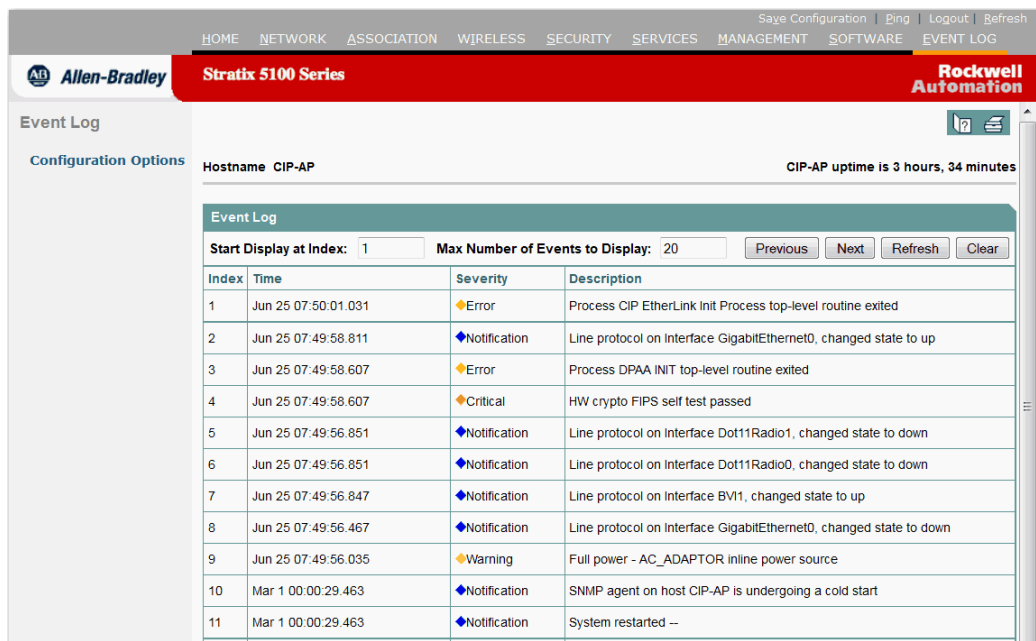 Save Configuration | Ping | Logout | Refresh
HOME NETWORK ASSOCIATION WIRELESS SECURITY SERVICES MANAGEMENT SOFTWARE EVENT LOG
AB Allen-Bradley Stratix 5100 Series Rockwell
Automation
Event Log
Configuration Options
Hostname CIP-AP CIP-AP uptime is 3 hours, 34 minutes
Event Log
Start Display at Index: 1 Max Number of Events to Display: 20 Previous Next Refresh Clear
Index Time Severity Description
1 Jun 25 07:50:01.031 Error Process CIP EtherLink Init Process top-level routine exited
2 Jun 25 07:49:58.811 Notification Line protocol on Interface GigabitEthernet0, changed state to up
3 Jun 25 07:49:58.607 Error Process DPAA INIT top-level routine exited
4 Jun 25 07:49:58.607 Critical HW crypto FIPS self test passed
5 Jun 25 07:49:56.851 Notification Line protocol on Interface Dot11Radio1, changed state to down
6 Jun 25 07:49:56.851 Notification Line protocol on Interface Dot11Radio0, changed state to down
7 Jun 25 07:49:56.847 Notification Line protocol on Interface BVI1, changed state to up
8 Jun 25 07:49:56.467 Notification Line protocol on Interface GigabitEthernet0, changed state to down
9 Jun 25 07:49:56.035 Warning Full power - AC_ADAPTOR inline power source
10 Mar 1 00:00:29.463 Notification SNMP agent on host CIP-AP is undergoing a cold start
11 Mar 1 00:00:29.463 Notification System restarted --